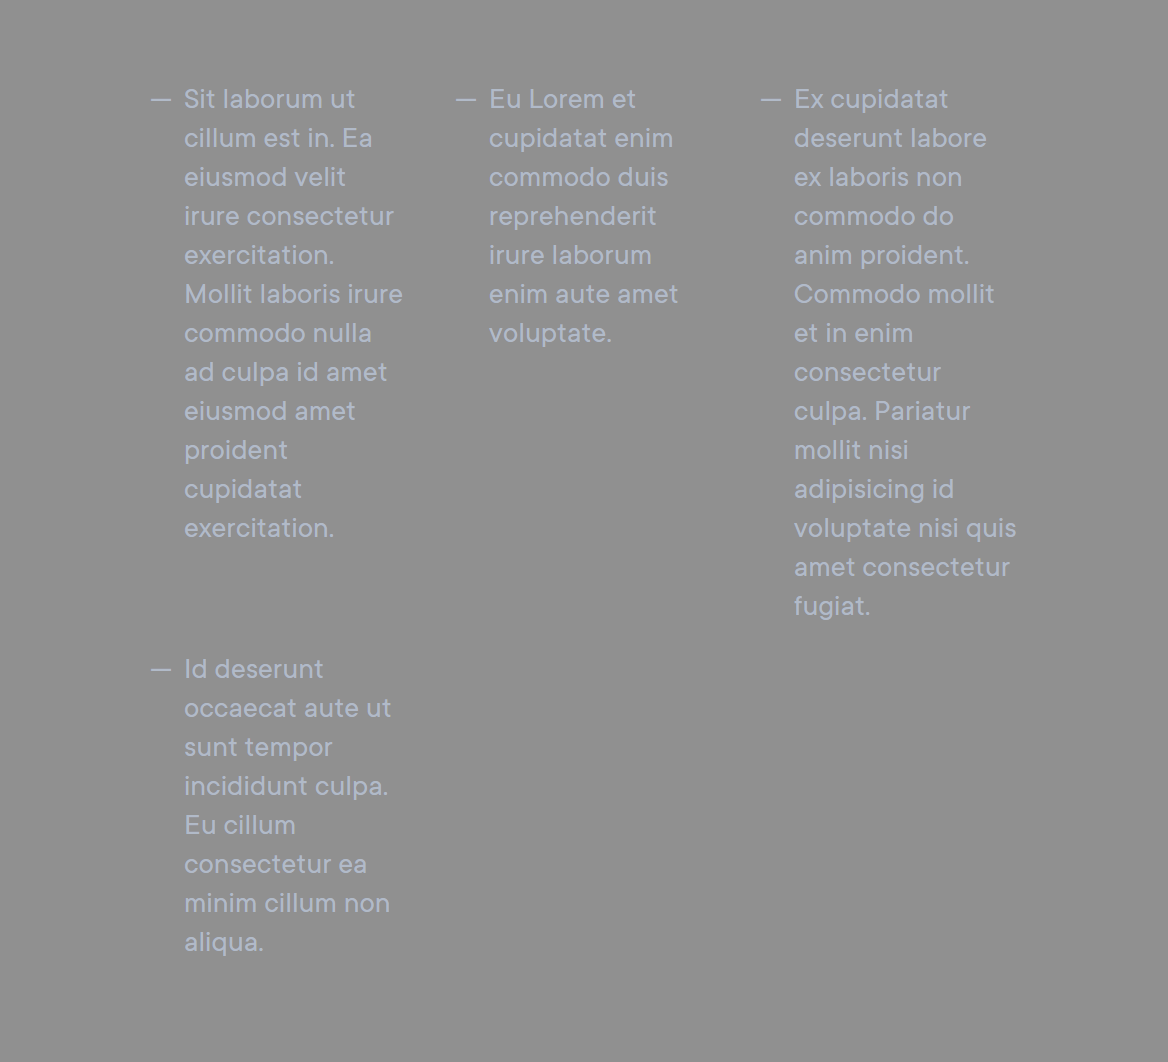 — Sit laborum ut
cillum est in. Ea
eiusmod velit
irure consectetur
exercitation.
Mollit laboris irure
commodo nulla
ad culpa id amet
eiusmod amet
proident
cupidatat
exercitation.
— Eu Lorem et
cupidatat enim
commodo duis
reprehenderit
irure laborum
enim aute amet
voluptate.
— Ex cupidatat
deserunt labore
ex laboris non
commodo do
anim proident.
Commodo mollit
et in enim
consectetur
culpa. Pariatur
mollit nisi
adipisicing id
voluptate nisi quis
amet consectetur
fugiat.
— Id deserunt
occaecat aute ut
sunt tempor
incididunt culpa.
Eu cillum
consectetur ea
minim cillum non
aliqua.